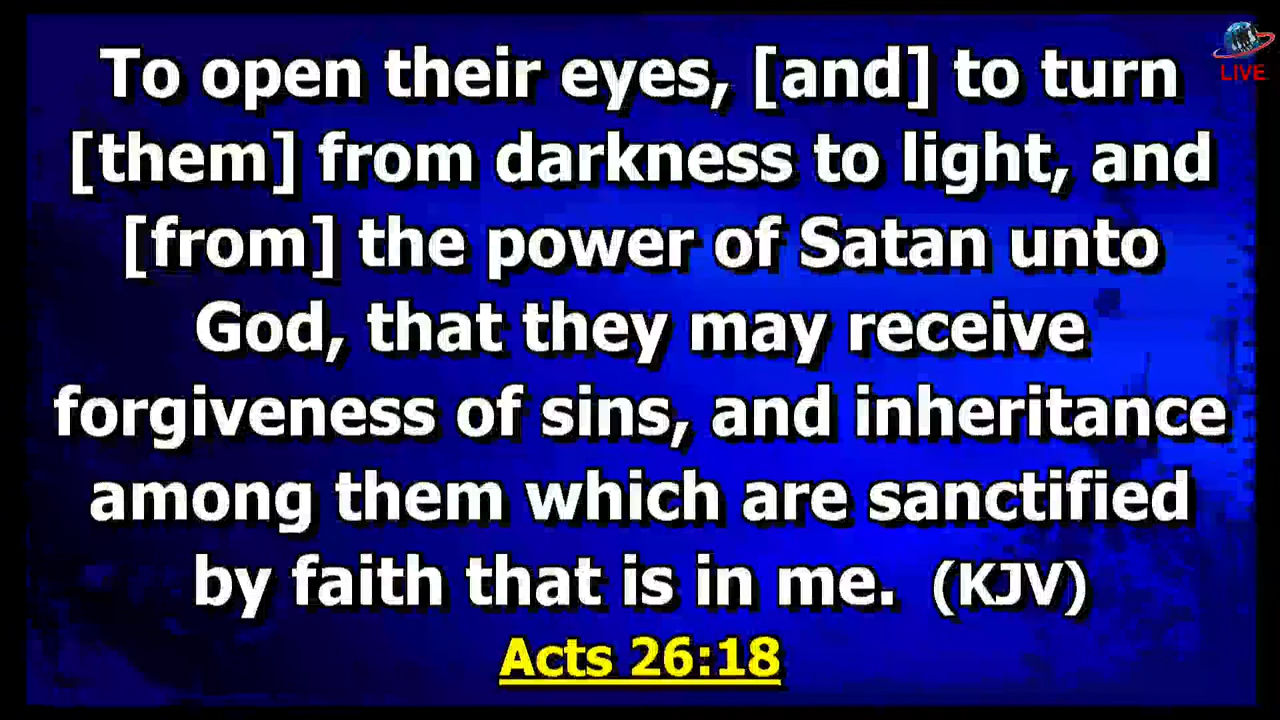 To open their eyes, [and] to turn
[them] from darkness to light, and
[from] the power of Satan unto
God, that they may receive
forgiveness of sins, and inheritance
among them which are sanctified
by faith that is in me. (KJV)
Acts 26:18
LIVE